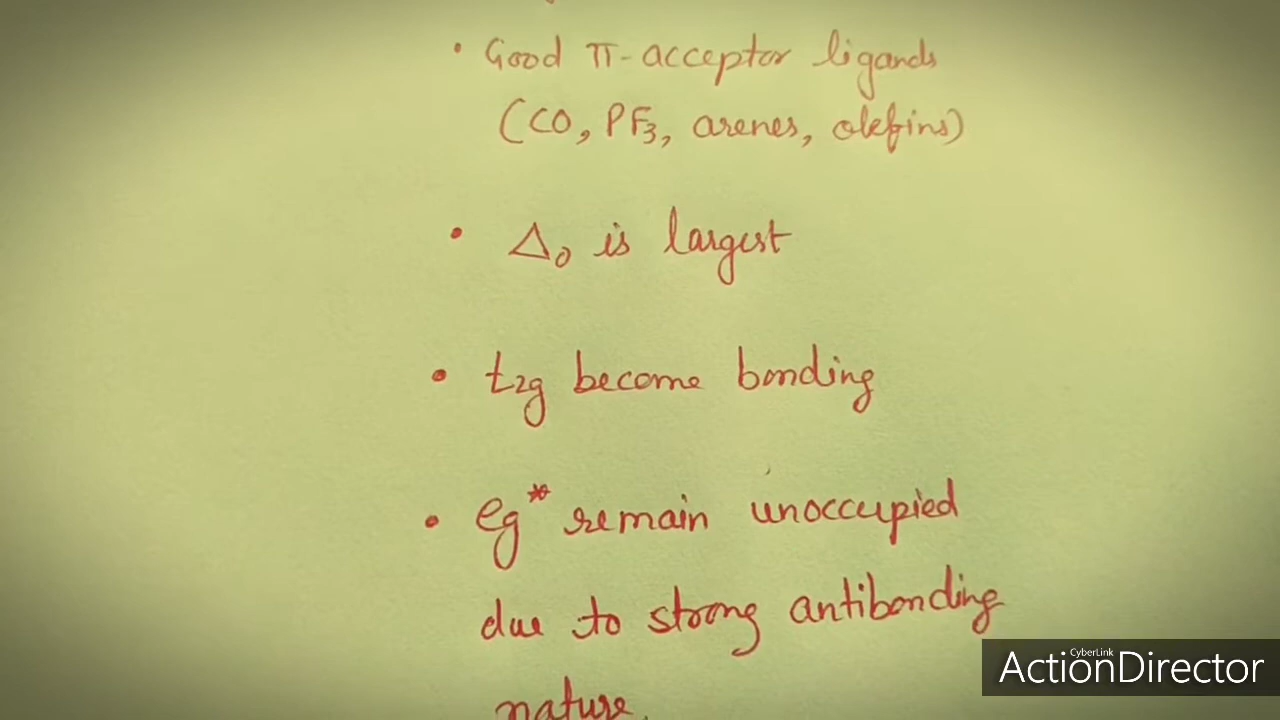 • Good π-acceptor ligands
(CO, PF₃, arenes, olefins)
• Δ₀ is largest
• t₂g become bonding
• eg* remain unoccupied
due to strong antibonding
nature.
CyberLink
ActionDirector